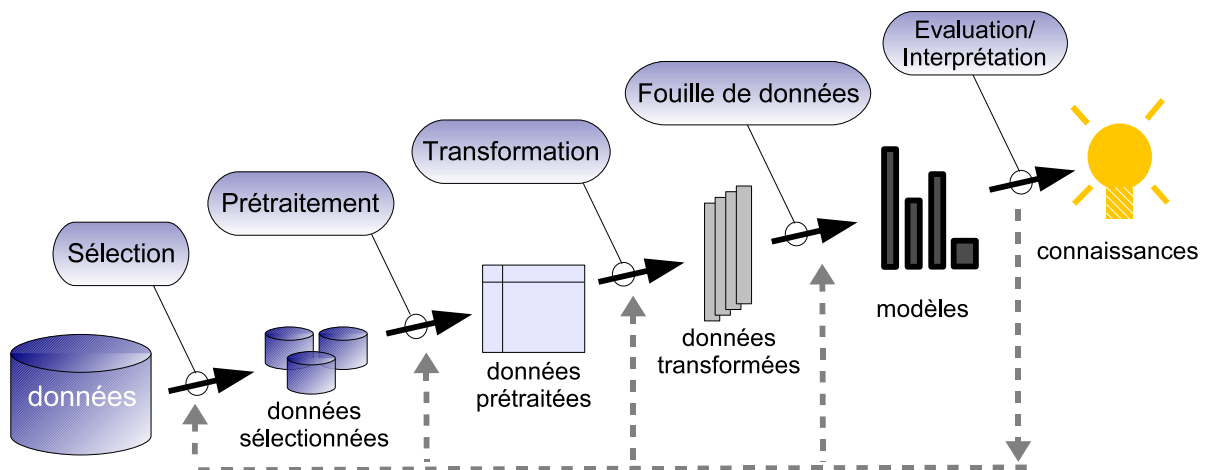 Sélection
Prétraitement
Transformation
Fouille de données
Evaluation/
Interprétation
données
données
sélectionnées
données
prétraitées
données
transformées
modèles
connaissances